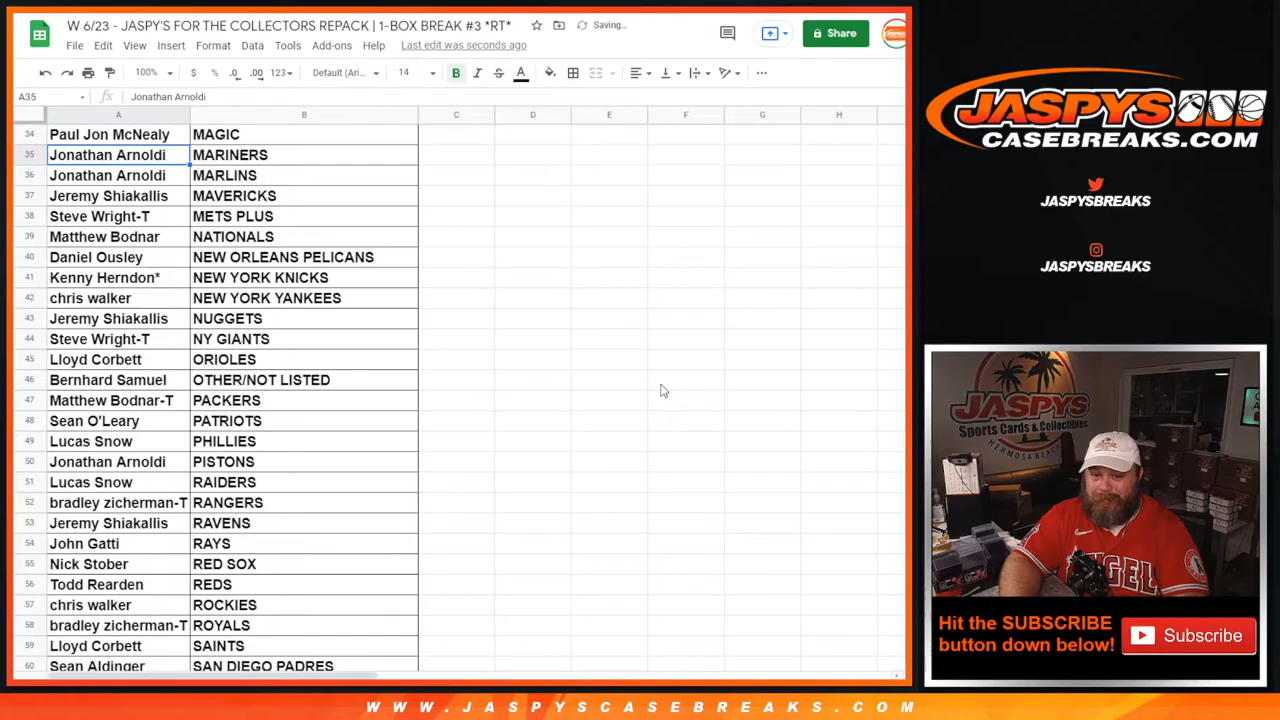 W 6/23 - JASPY'S FOR THE COLLECTORS REPACK | 1-BOX BREAK #3 *RT* Saving...
File Edit View Insert Format Data Tools Add-ons Help Last edit was seconds ago
Share
100% $ % .0 .00 123 Default (Ari... 14 B I S A
A35 fx Jonathan Arnoldi
A B C D E F G H
34 Paul Jon McNealy MAGIC
35 Jonathan Arnoldi MARINERS
36 Jonathan Arnoldi MARLINS
37 Jeremy Shiakallis MAVERICKS
38 Steve Wright-T METS PLUS
39 Matthew Bodnar NATIONALS
40 Daniel Ousley NEW ORLEANS PELICANS
41 Kenny Herndon* NEW YORK KNICKS
42 chris walker NEW YORK YANKEES
43 Jeremy Shiakallis NUGGETS
44 Steve Wright-T NY GIANTS
45 Lloyd Corbett ORIOLES
46 Bernhard Samuel OTHER/NOT LISTED
47 Matthew Bodnar-T PACKERS
48 Sean O'Leary PATRIOTS
49 Lucas Snow PHILLIES
50 Jonathan Arnoldi PISTONS
51 Lucas Snow RAIDERS
52 bradley zicherman-T RANGERS
53 Jeremy Shiakallis RAVENS
54 John Gatti RAYS
55 Nick Stober RED SOX
56 Todd Rearden REDS
57 chris walker ROCKIES
58 bradley zicherman-T ROYALS
59 Lloyd Corbett SAINTS
60 Sean Aldinger SAN DIEGO PADRES
JASPYS
CASEBREAKS.COM
JASPYSBREAKS
JASPYSBREAKS
JASPYS
Sports Cards & Collectibles
HERMOSA BEACH
Hit the SUBSCRIBE
button down below!
Subscribe
WWW.JASPYSCASEBREAKS.COM